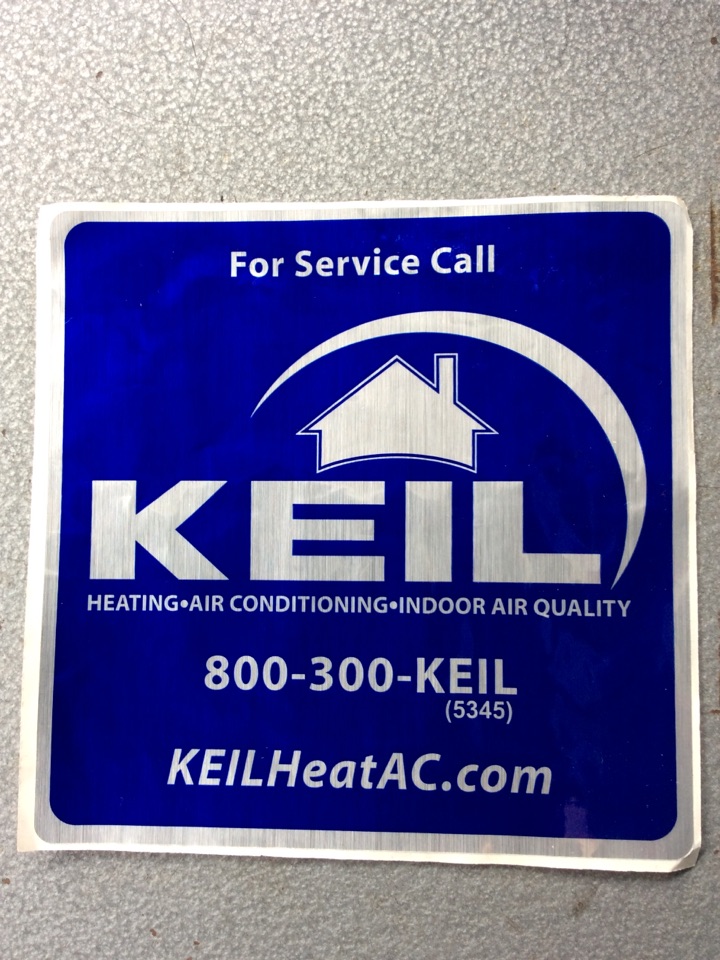 For Service Call
KEIL
HEATING•AIR CONDITIONING•INDOOR AIR QUALITY
800-300-KEIL
(5345)
KEILHeatAC.com